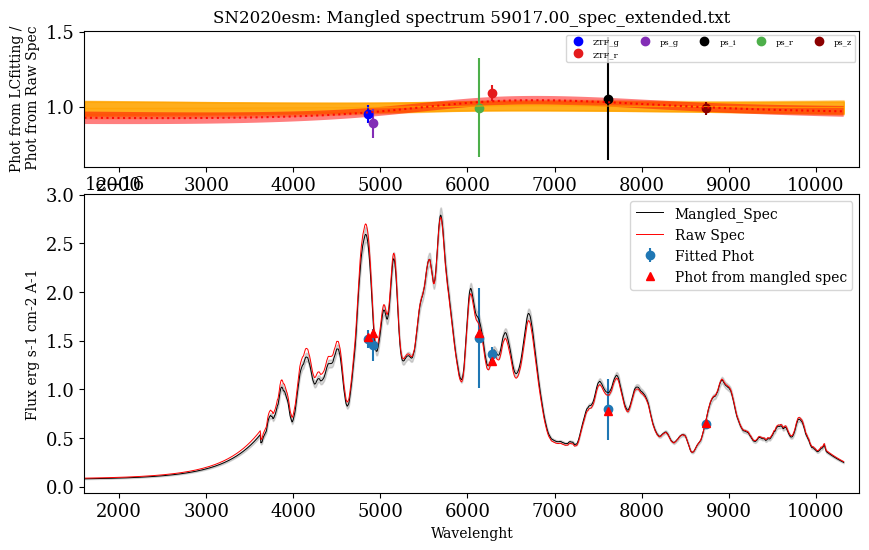 SN2020esm: Mangled spectrum 59017.00_spec_extended.txt
Phot from LCfitting /
Phot from Raw Spec
1.5
1.0
ZTF_g ps_g ps_i ps_r ps_z
ZTF_r
2000 3000 4000 5000 6000 7000 8000 9000 10000
1e−16
Flux erg s-1 cm-2 A-1
3.0
2.5
2.0
1.5
1.0
0.5
0.0
Mangled_Spec
Raw Spec
Fitted Phot
Phot from mangled spec
2000 3000 4000 5000 6000 7000 8000 9000 10000
Wavelenght